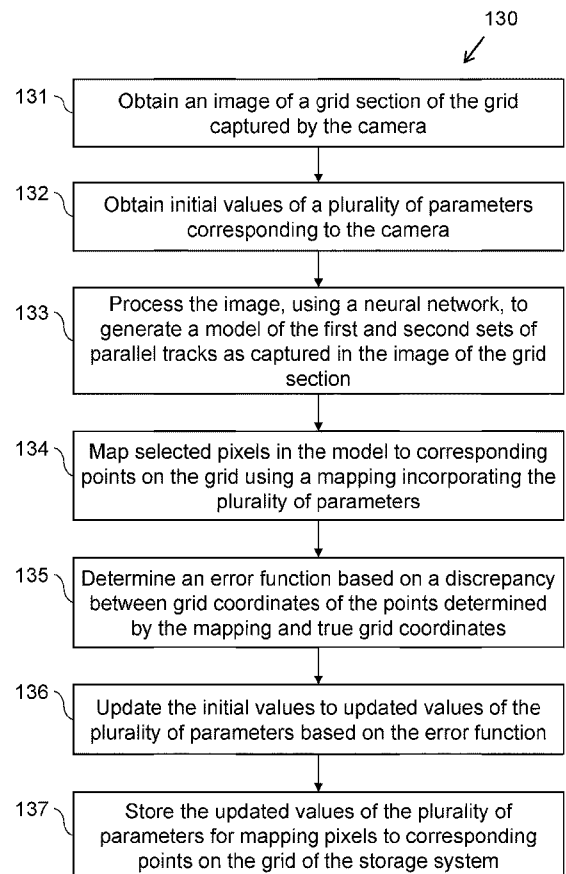 130
131
Obtain an image of a grid section of the grid
captured by the camera
132
Obtain initial values of a plurality of parameters
corresponding to the camera
133
Process the image, using a neural network, to
generate a model of the first and second sets of
parallel tracks as captured in the image of the grid
section
134
Map selected pixels in the model to corresponding
points on the grid using a mapping incorporating the
plurality of parameters
135
Determine an error function based on a discrepancy
between grid coordinates of the points determined
by the mapping and true grid coordinates
136
Update the initial values to updated values of the
plurality of parameters based on the error function
137
Store the updated values of the plurality of
parameters for mapping pixels to corresponding
points on the grid of the storage system